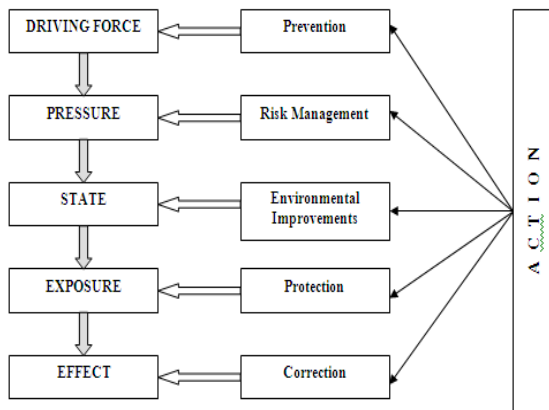 DRIVING FORCE
Prevention
PRESSURE
Risk Management
STATE
Environmental
Improvements
EXPOSURE
Protection
EFFECT
Correction
ACTION